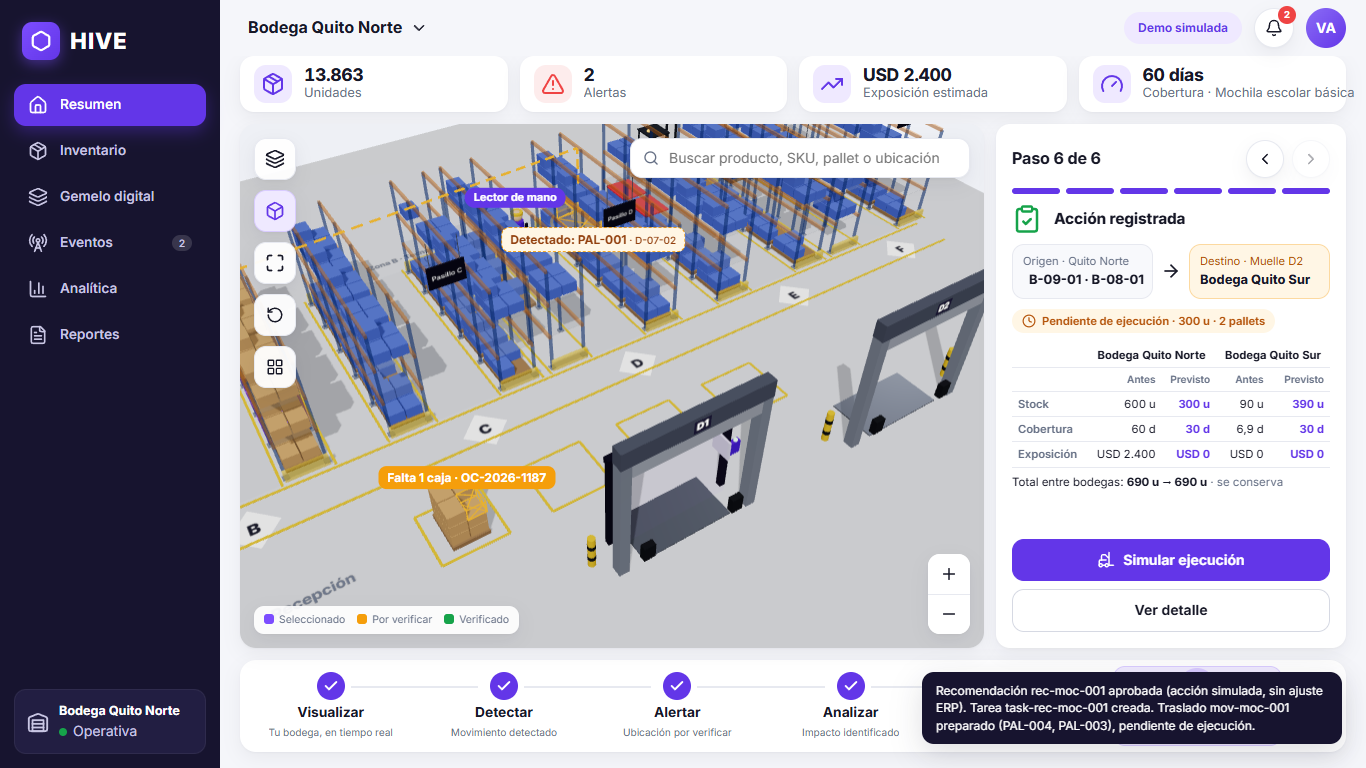 HIVE
Resumen
Inventario
Gemelo digital
Eventos
2
Analítica
Reportes
Bodega Quito Norte
Operativa
Bodega Quito Norte
Demo simulada
2
VA
13.863
Unidades
2
Alertas
USD 2.400
Exposición estimada
60 días
Cobertura · Mochila escolar básica
Buscar producto, SKU, pallet o ubicación
Lector de mano
Pasillo D
Detectado: PAL-001 · D-07-02
Pasillo C
F
E
D2
D
D1
C
Falta 1 caja · OC-2026-1187
B
cepción
Seleccionado
Por verificar
Verificado
Paso 6 de 6
Acción registrada
Origen · Quito Norte
B-09-01 · B-08-01
Destino · Muelle D2
Bodega Quito Sur
Pendiente de ejecución · 300 u · 2 pallets
Bodega Quito Norte Bodega Quito Sur
Antes Previsto Antes Previsto
Stock 600 u 300 u 90 u 390 u
Cobertura 60 d 30 d 6,9 d 30 d
Exposición USD 2.400 USD 0 USD 0 USD 0
Total entre bodegas: 690 u → 690 u · se conserva
Simular ejecución
Ver detalle
Visualizar
Tu bodega, en tiempo real
Detectar
Movimiento detectado
Alertar
Ubicación por verificar
Analizar
Impacto identificado
Recomendación rec-moc-001 aprobada (acción simulada, sin ajuste
ERP). Tarea task-rec-moc-001 creada. Traslado mov-moc-001
preparado (PAL-004, PAL-003), pendiente de ejecución.